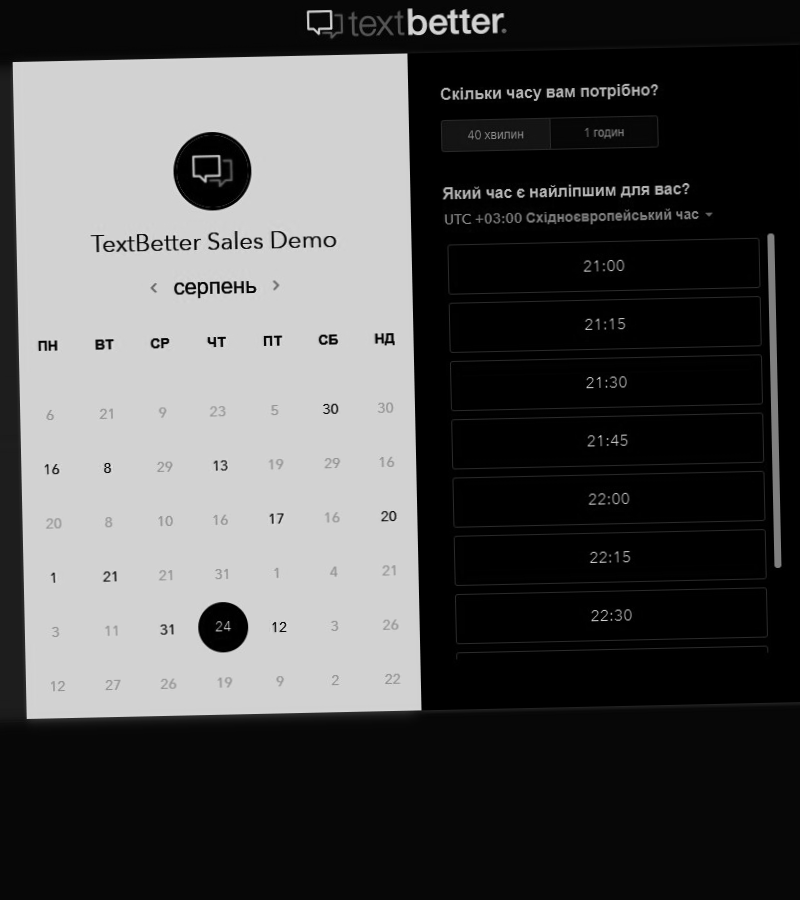 textbetter.
TextBetter Sales Demo
серпень
ПН ВТ СР ЧТ ПТ СБ НД
6 21 9 23 5 30 30
16 8 29 13 19 29 16
20 8 10 16 17 16 20
1 21 21 31 1 4 21
3 11 31 24 12 3 26
12 27 26 19 9 2 22
Скільки часу вам потрібно?
40 хвилин 1 годин
Який час є найліпшим для вас?
UTC +03:00 Східноєвропейський час
21:00
21:15
21:30
21:45
22:00
22:15
22:30